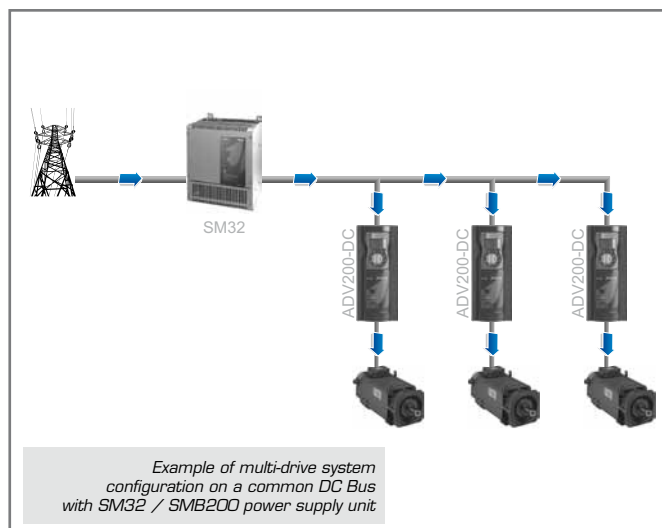 SM32
ADV200-DC
ADV200-DC
ADV200-DC
Example of multi-drive system
configuration on a common DC Bus
with SM32 / SMB200 power supply unit